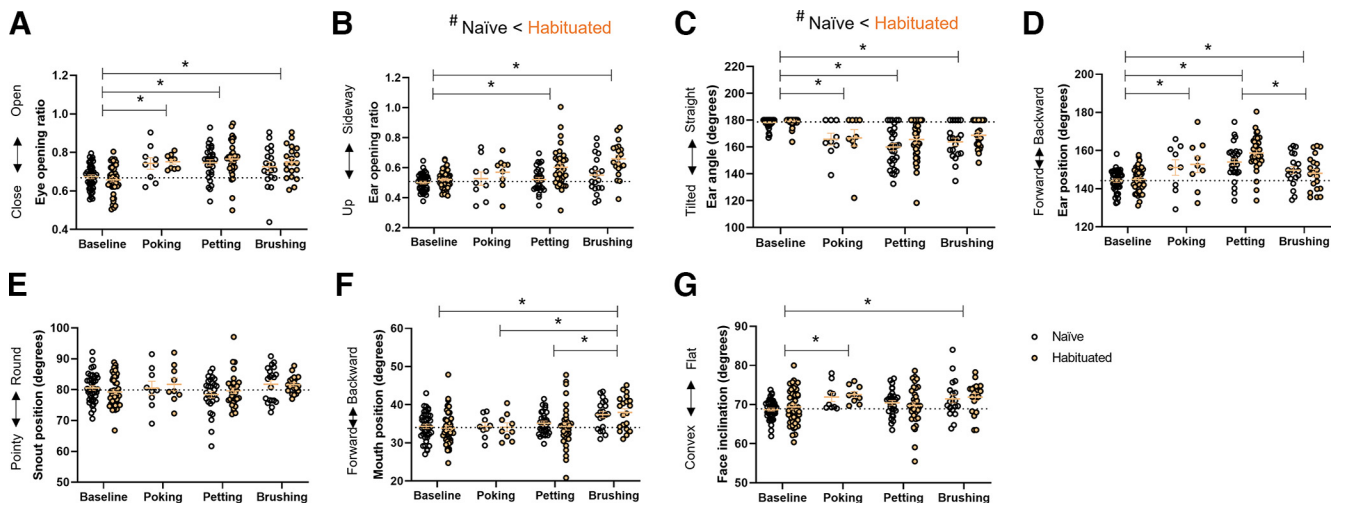 A
Close Open
Eye opening ratio
1.2
1.0
0.8
0.6
0.4
* * *
Baseline Poking Petting Brushing
B
# Naïve < Habituated
Up Sideway
Ear opening ratio
1.2
1.0
0.8
0.6
0.4
0.2
* *
Baseline Poking Petting Brushing
C
# Naïve < Habituated
Tilted Straight
Ear angle (degrees)
220
200
180
160
140
120
100
* * *
Baseline Poking Petting Brushing
D
Forward Backward
Ear position (degrees)
200
180
160
140
120
* * * *
Baseline Poking Petting Brushing
E
Pointy Round
Snout position (degrees)
100
90
80
70
60
50
Baseline Poking Petting Brushing
F
Forward Backward
Mouth position (degrees)
60
50
40
30
20
* * *
Baseline Poking Petting Brushing
G
Convex Flat
Face inclination (degrees)
90
80
70
60
50
* *
Baseline Poking Petting Brushing
Naïve
Habituated